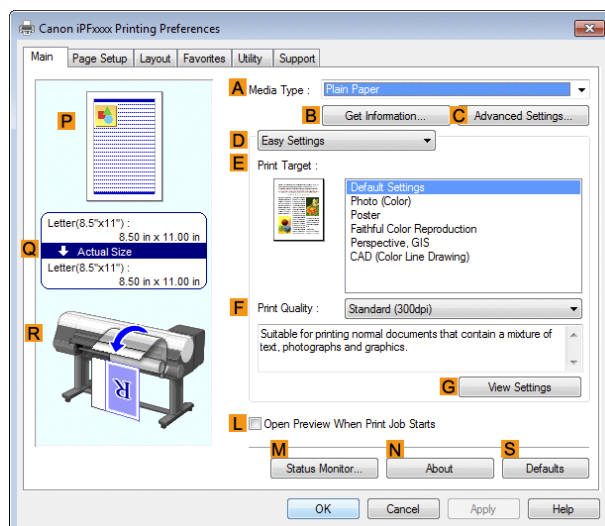 Canon iPFxxxx Printing Preferences
Main Page Setup Layout Favorites Utility Support
A Media Type : Plain Paper
B Get Information... C Advanced Settings...
D Easy Settings
E Print Target :
P
Default Settings
Photo (Color)
Poster
Faithful Color Reproduction
Perspective, GIS
CAD (Color Line Drawing)
Letter(8.5"x11") :
8.50 in x 11.00 in
Q Actual Size
Letter(8.5"x11") :
8.50 in x 11.00 in
F Print Quality : Standard (300dpi)
Suitable for printing normal documents that contain a mixture of
text, photographs and graphics.
R
R
G View Settings
L Open Preview When Print Job Starts
M N S
Status Monitor... About Defaults
OK Cancel Apply Help